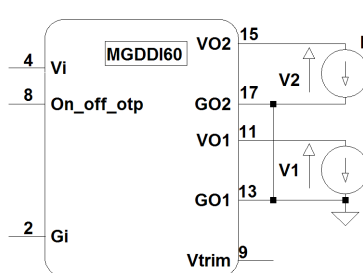 MGDDI60
4 Vi
8 On_off_otp
2 Gi
VO2 15
GO2 17
VO1 11
GO1 13
Vtrim 9
V2
V1